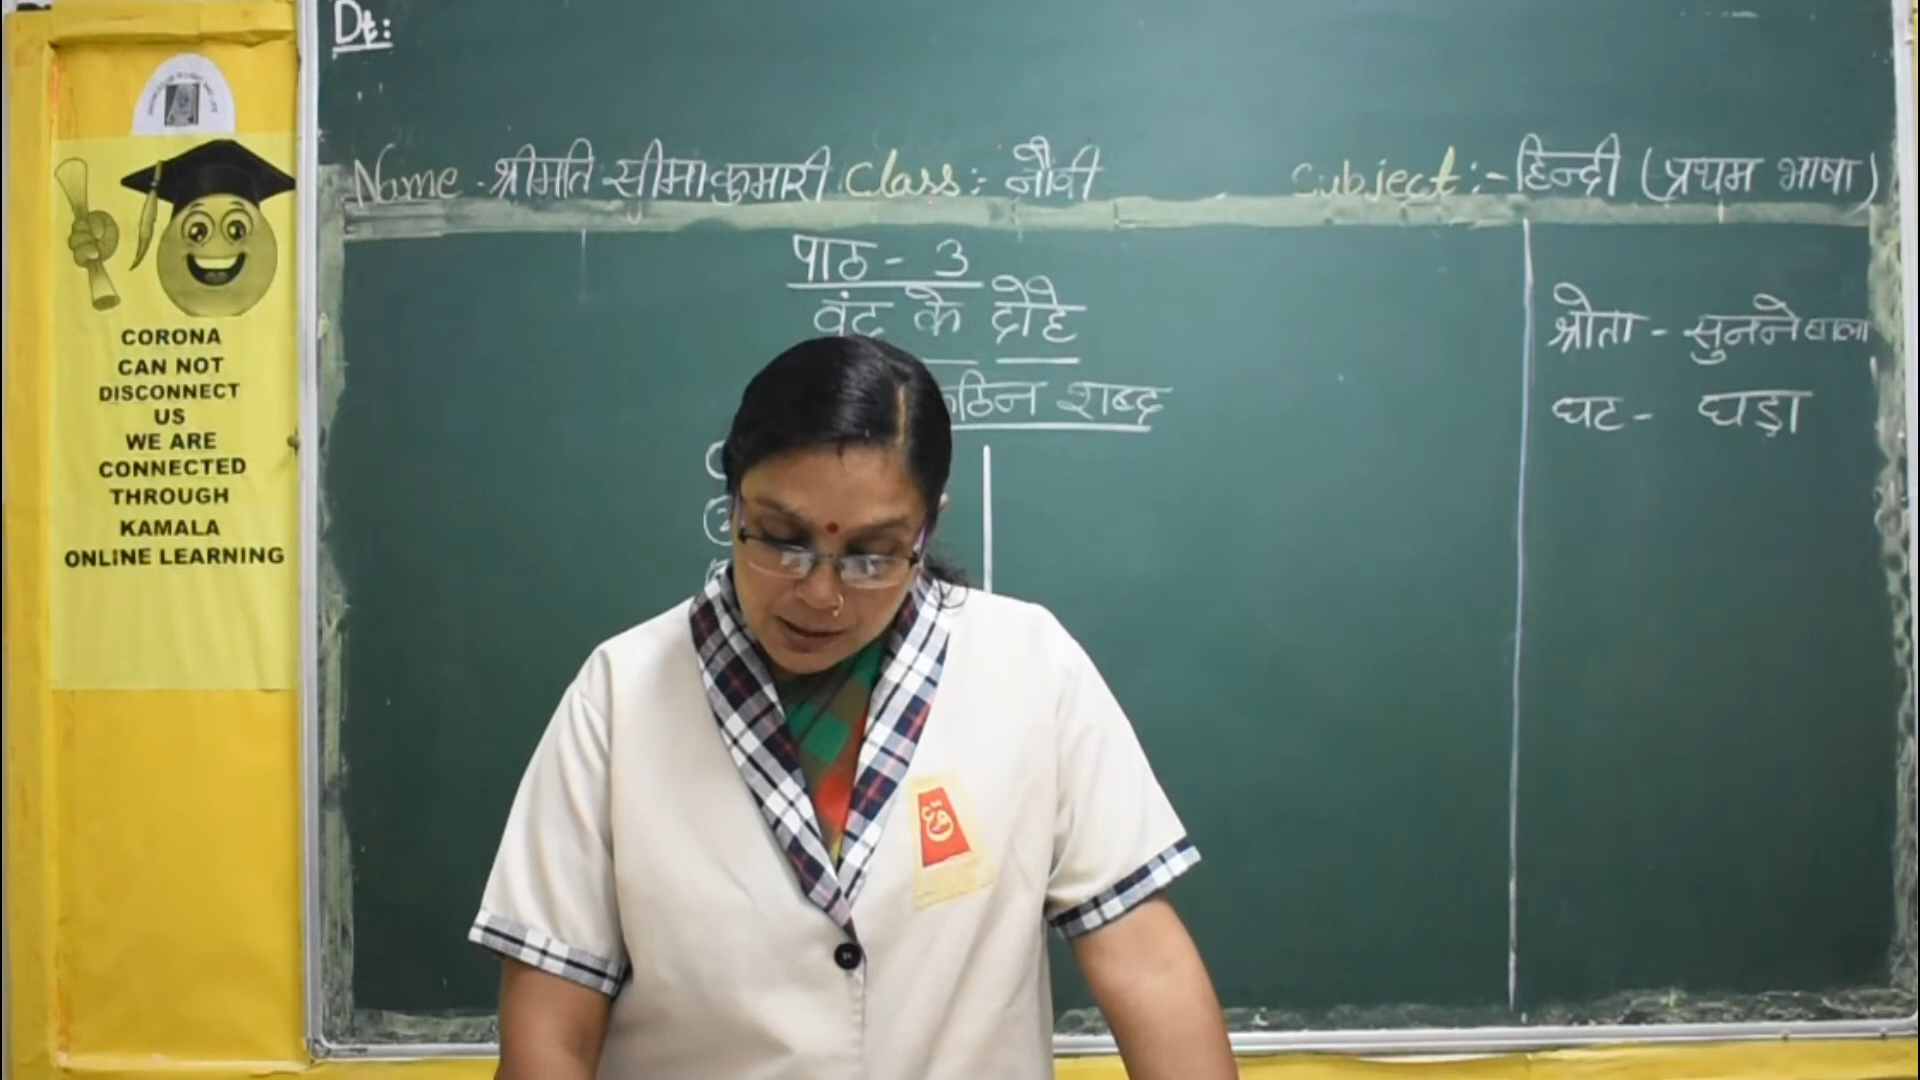 Dt:
Name - श्रीमति सीमा कुमारी Class :- नौवी Subject :- हिन्दी (प्रथम भाषा)
पाठ - 3
वृंद के दोहे
कठिन शब्द
श्रोता - सुनने वाला
घट - घड़ा
CORONA
CAN NOT
DISCONNECT
US
WE ARE
CONNECTED
THROUGH
KAMALA
ONLINE LEARNING